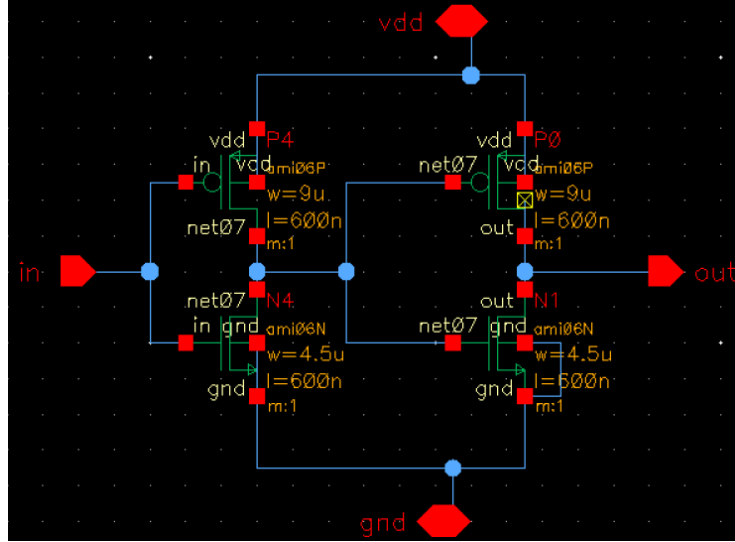 vdd
vdd P4
in vdd ami06P
w=9u
l=600n
net07 m:1
vdd P0
net07 vdd ami06P
w=9u
l=600n
out m:1
in
out
net07 N4
in gnd ami06N
w=4.5u
l=600n
gnd m:1
out N1
net07 gnd ami06N
w=4.5u
l=600n
gnd m:1
gnd